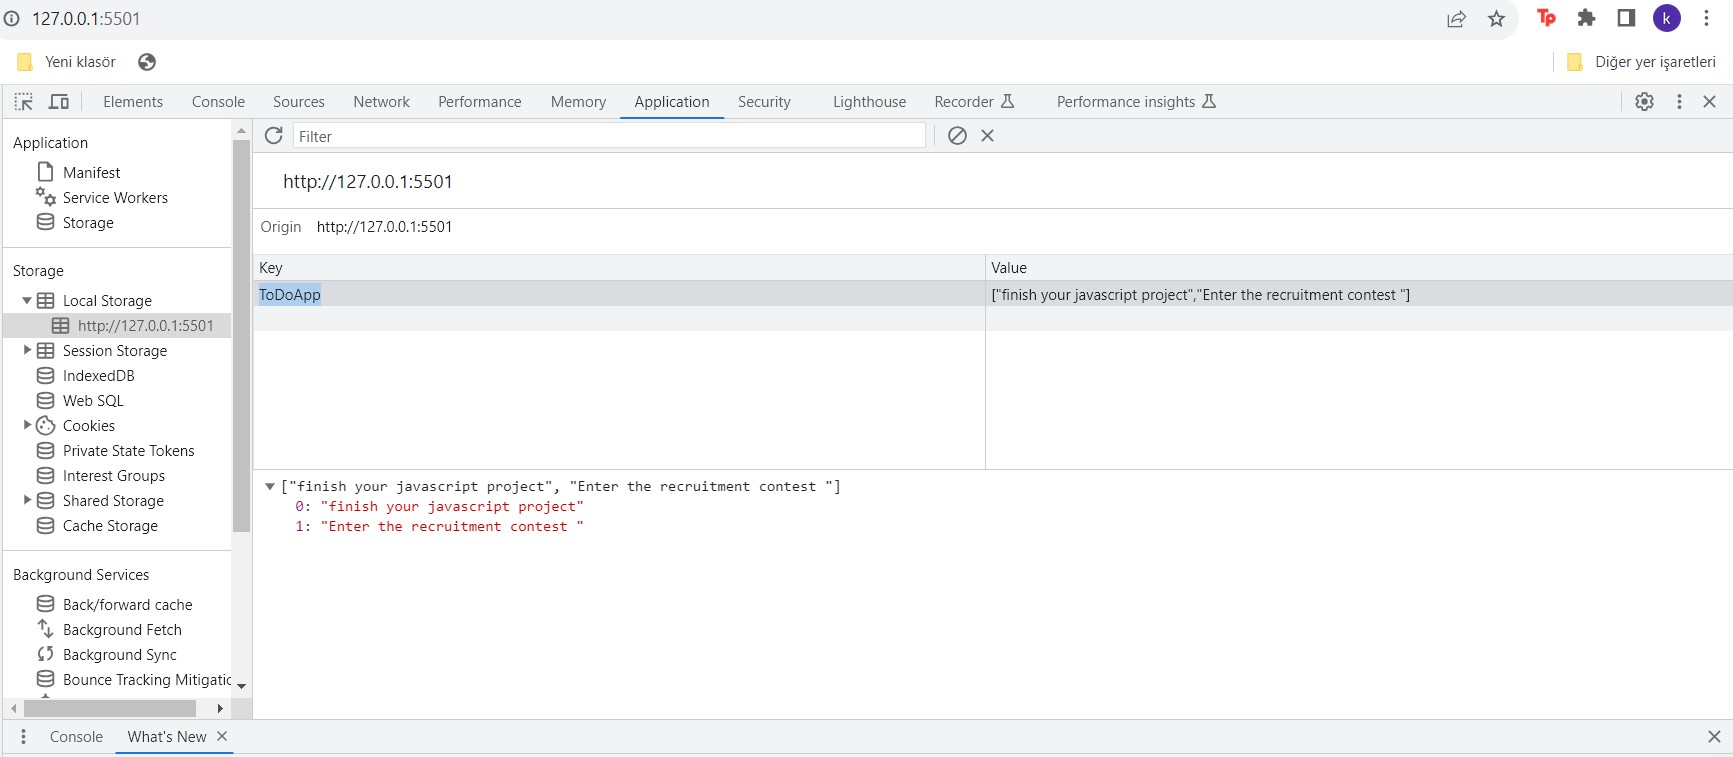 127.0.0.1:5501
Tp
k
Yeni klasör
Diğer yer işaretleri
Elements Console Sources Network Performance Memory Application Security Lighthouse Recorder Performance insights
Application
Manifest
Service Workers
Storage
Storage
Local Storage
http://127.0.0.1:5501
Session Storage
IndexedDB
Web SQL
Cookies
Private State Tokens
Interest Groups
Shared Storage
Cache Storage
Background Services
Back/forward cache
Background Fetch
Background Sync
Bounce Tracking Mitigatic
Filter
http://127.0.0.1:5501
Origin http://127.0.0.1:5501
Key Value
ToDoApp ["finish your javascript project","Enter the recruitment contest "]
["finish your javascript project", "Enter the recruitment contest "]
0: "finish your javascript project"
1: "Enter the recruitment contest "
Console What's New